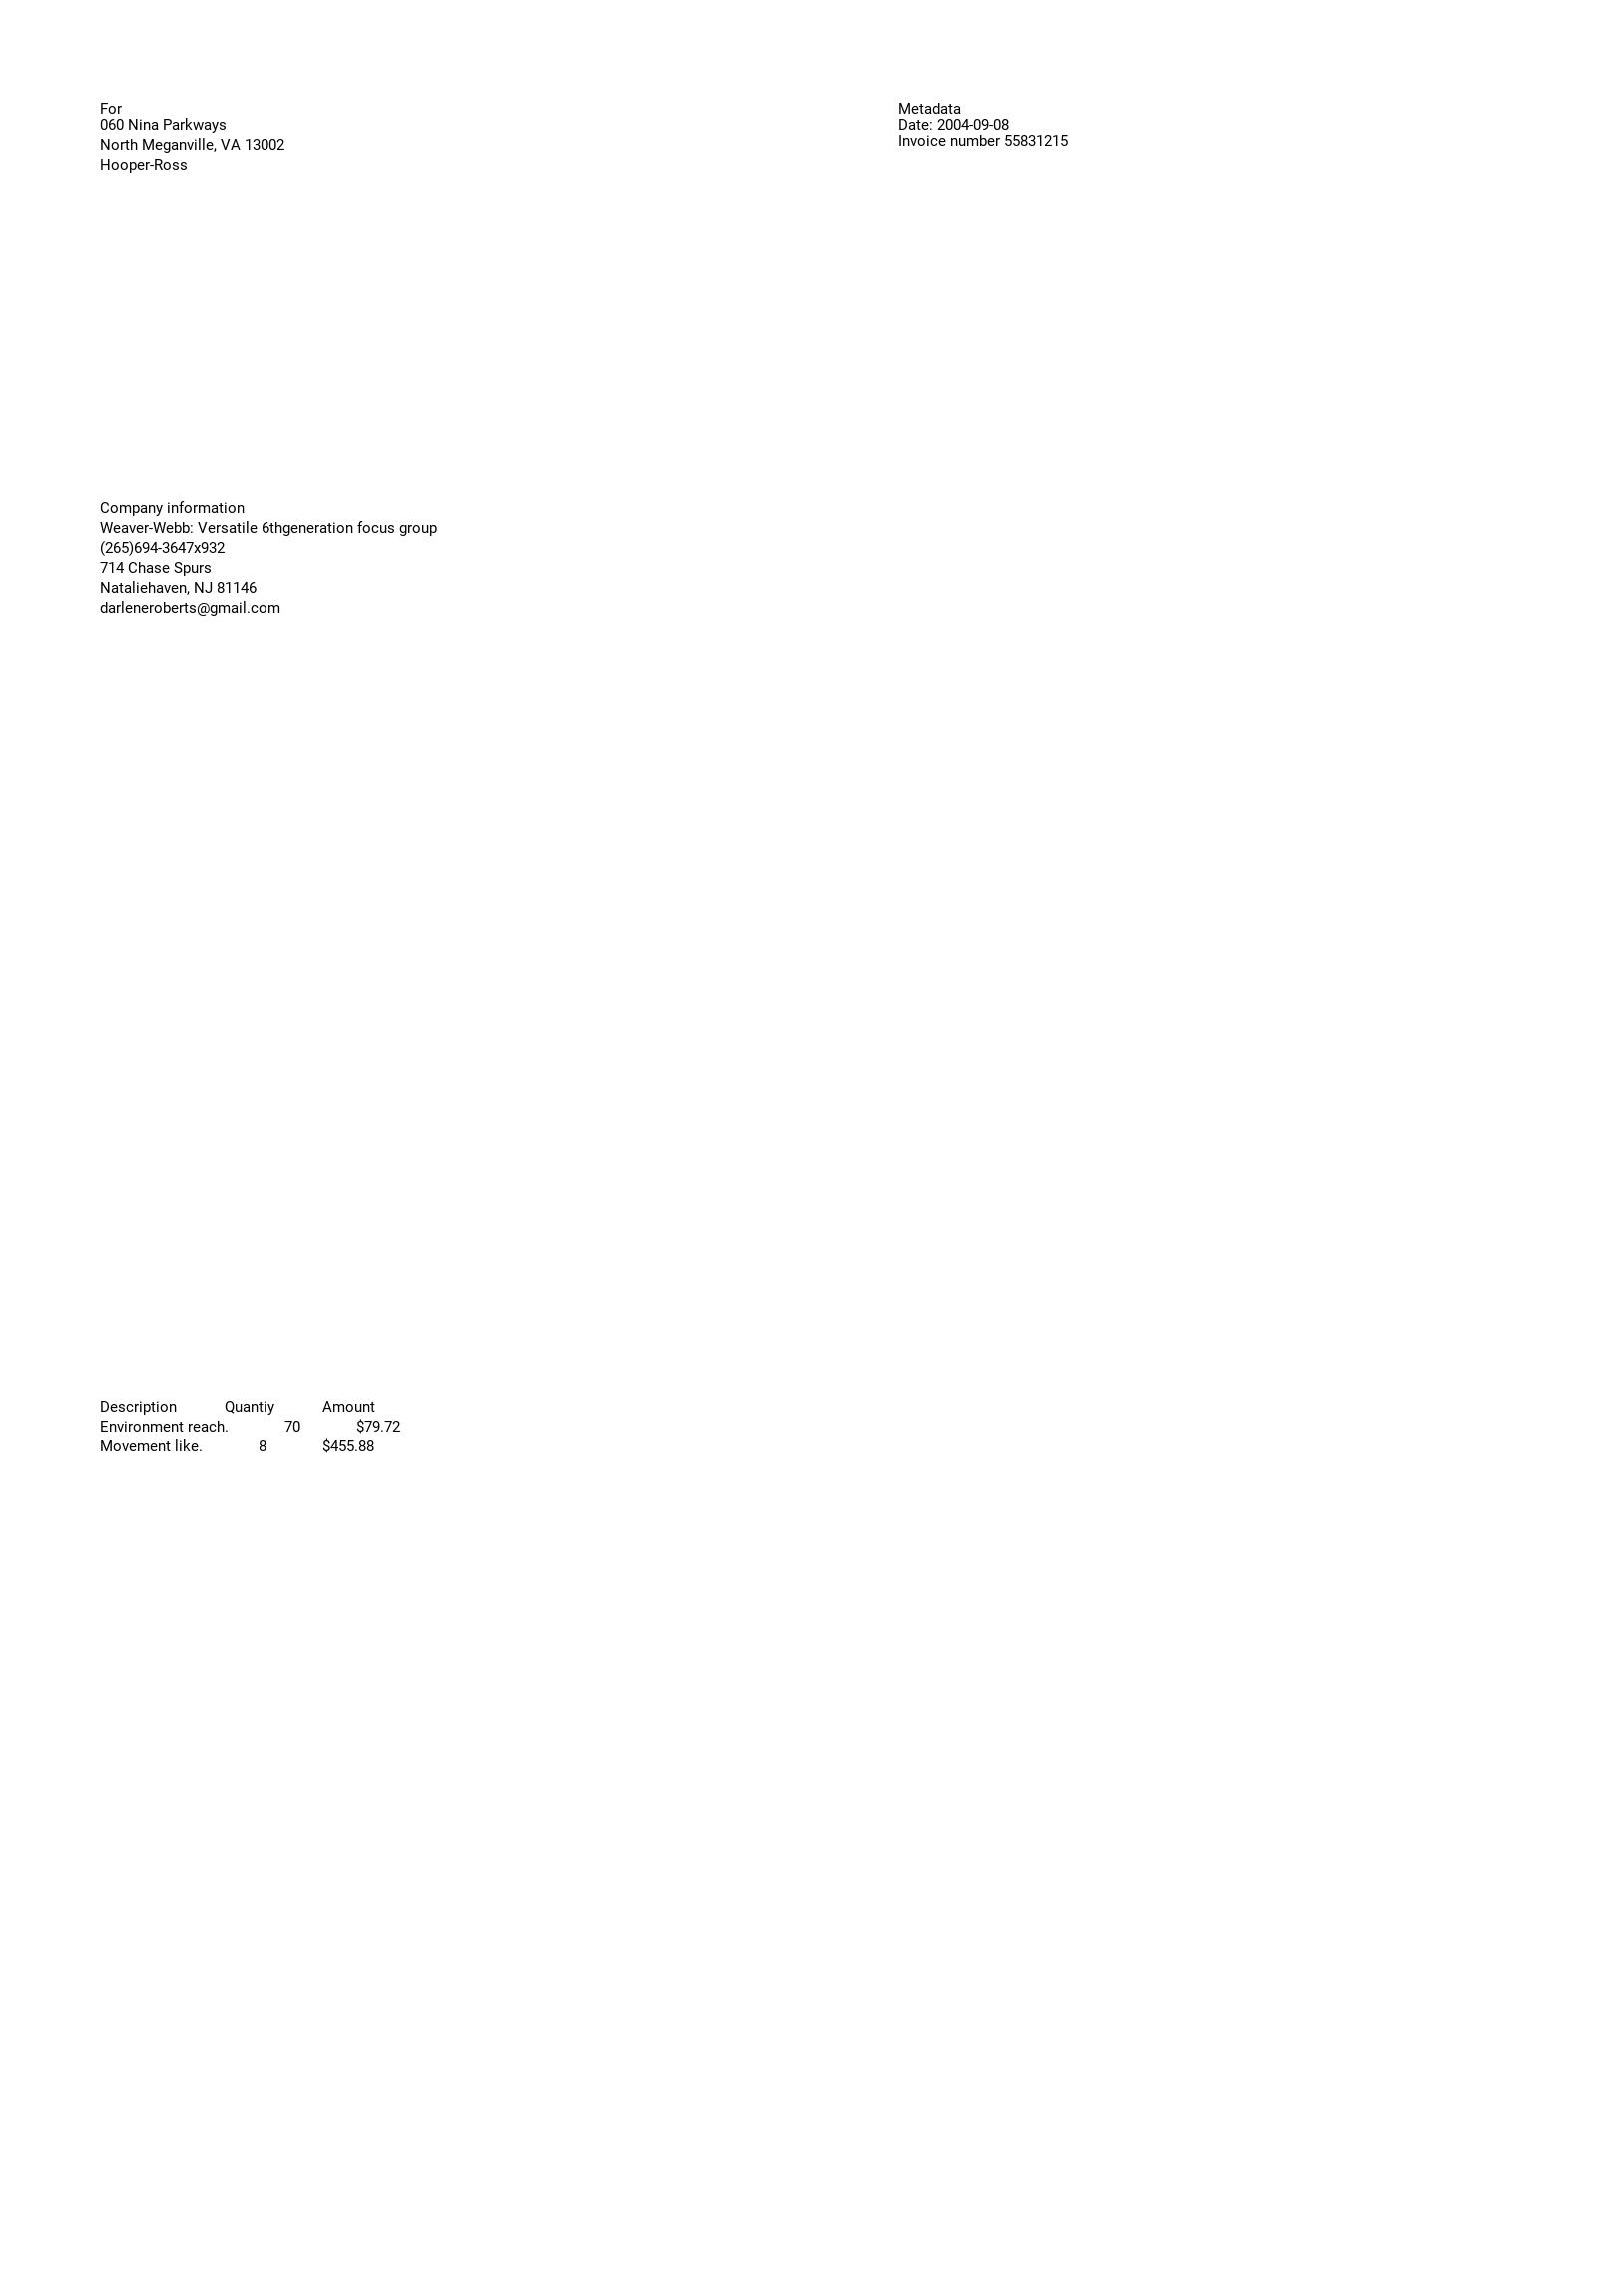 For
060 Nina Parkways
North Meganville, VA 13002
Hooper-Ross
Metadata
Date: 2004-09-08
Invoice number 55831215
Company information
Weaver-Webb: Versatile 6thgeneration focus group
(265)694-3647x932
714 Chase Spurs
Nataliehaven, NJ 81146
darleneroberts@gmail.com
Description Quantiy Amount
Environment reach. 70 $79.72
Movement like. 8 $455.88